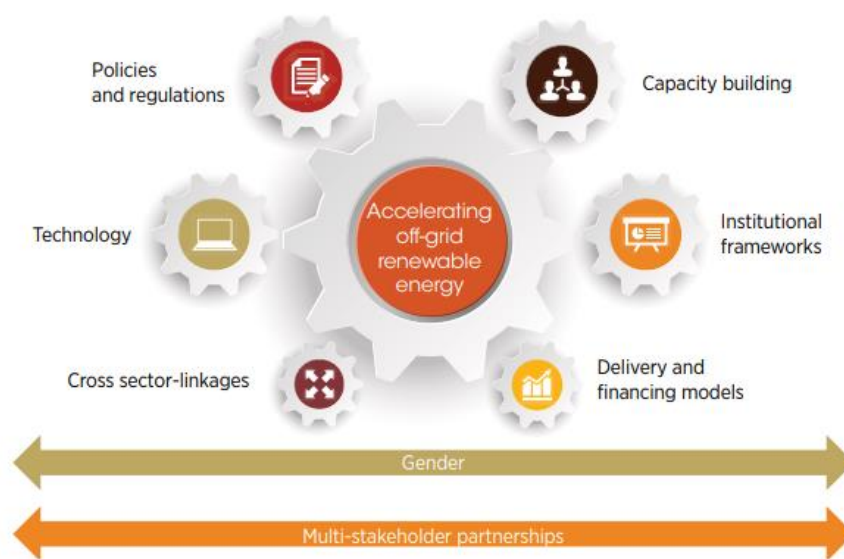 Policies
and regulations
Capacity building
Technology
Accelerating
off-grid
renewable
energy
Institutional
frameworks
Cross sector-linkages
Delivery and
financing models
Gender
Multi-stakeholder partnerships